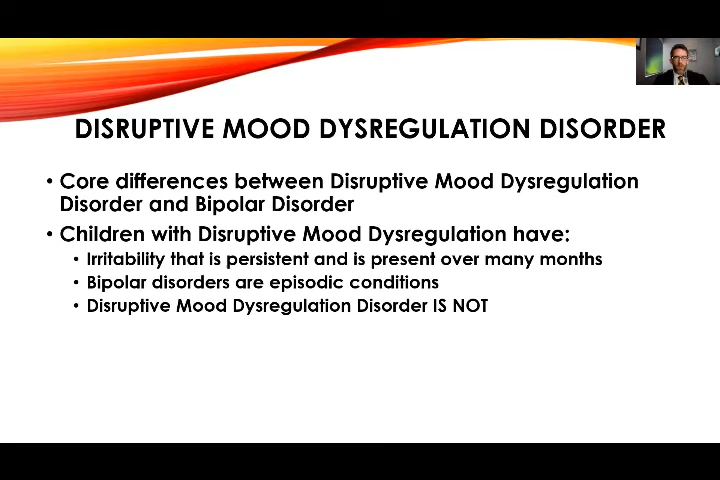 DISRUPTIVE MOOD DYSREGULATION DISORDER
• Core differences between Disruptive Mood Dysregulation
Disorder and Bipolar Disorder
• Children with Disruptive Mood Dysregulation have:
• Irritability that is persistent and is present over many months
• Bipolar disorders are episodic conditions
• Disruptive Mood Dysregulation Disorder IS NOT